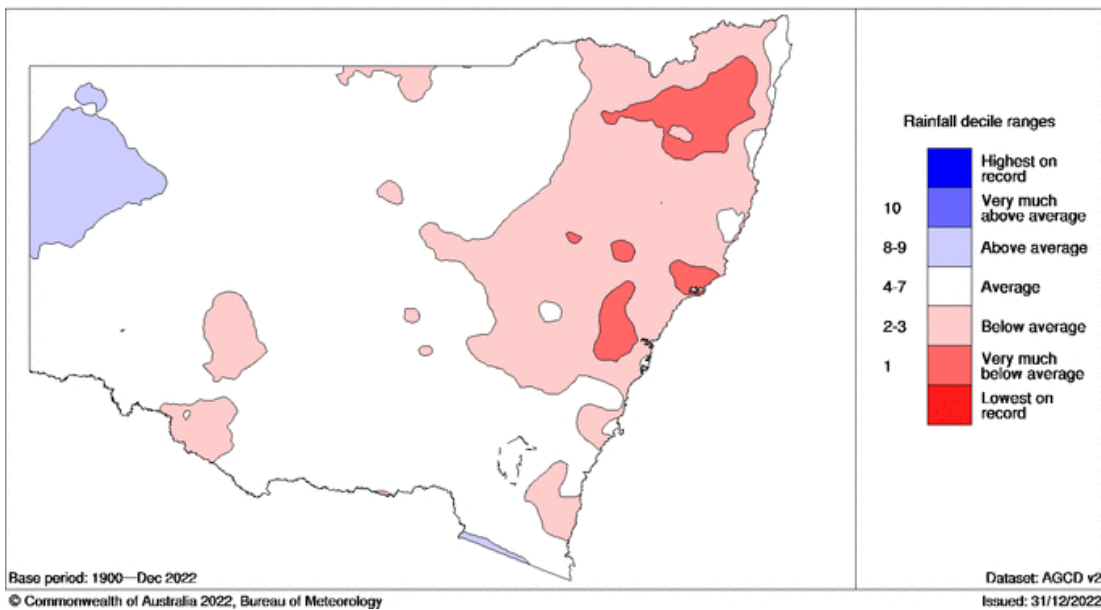 Rainfall decile ranges
Highest on
record
10
Very much
above average
8-9
Above average
4-7
Average
2-3
Below average
1
Very much
below average
Lowest on
record
Base period: 1900—Dec 2022
Dataset: AGCD v2
© Commonwealth of Australia 2022, Bureau of Meteorology
Issued: 31/12/2022